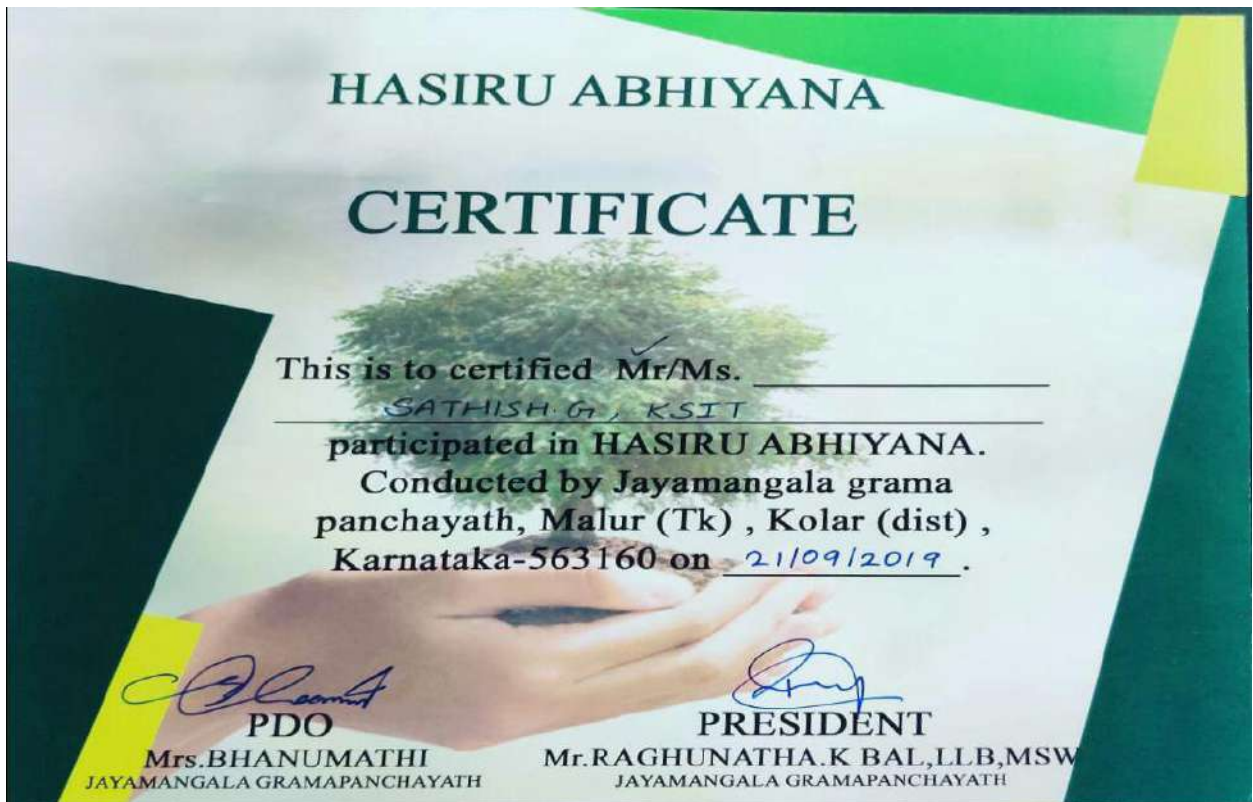 HASIRU ABHIYANA
CERTIFICATE
This is to certified Mr/Ms.
SATHISH. G, KSIT
participated in HASIRU ABHIYANA.
Conducted by Jayamangala grama
panchayath, Malur (Tk) , Kolar (dist) ,
Karnataka-563160 on 21/09/2019.
PDO
Mrs.BHANUMATHI
JAYAMANGALA GRAMAPANCHAYATH
PRESIDENT
Mr.RAGHUNATHA.K BAL,LLB,MSW
JAYAMANGALA GRAMAPANCHAYATH